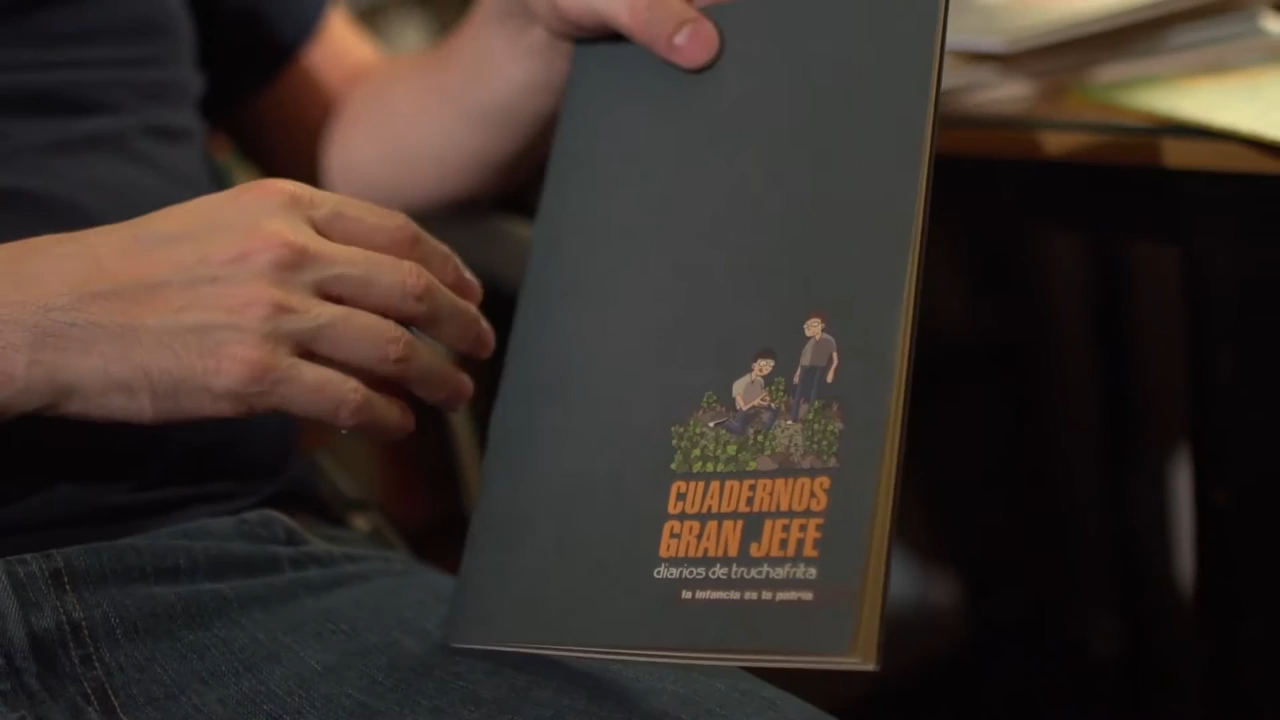 CUADERNOS
GRAN JEFE
diarios de truchafrita
la infancia es la patria